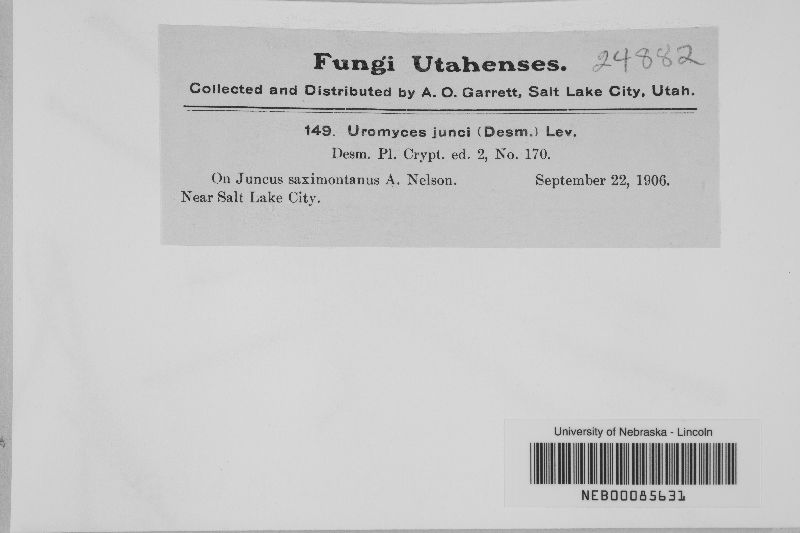 Fungi Utahenses. 24882
Collected and Distributed by A. O. Garrett, Salt Lake City, Utah.
149. Uromyces junci (Desm.) Lev.
Desm. Pl. Crypt. ed. 2, No. 170.
On Juncus saximontanus A. Nelson. September 22, 1906.
Near Salt Lake City.
University of Nebraska - Lincoln
NEB00085631